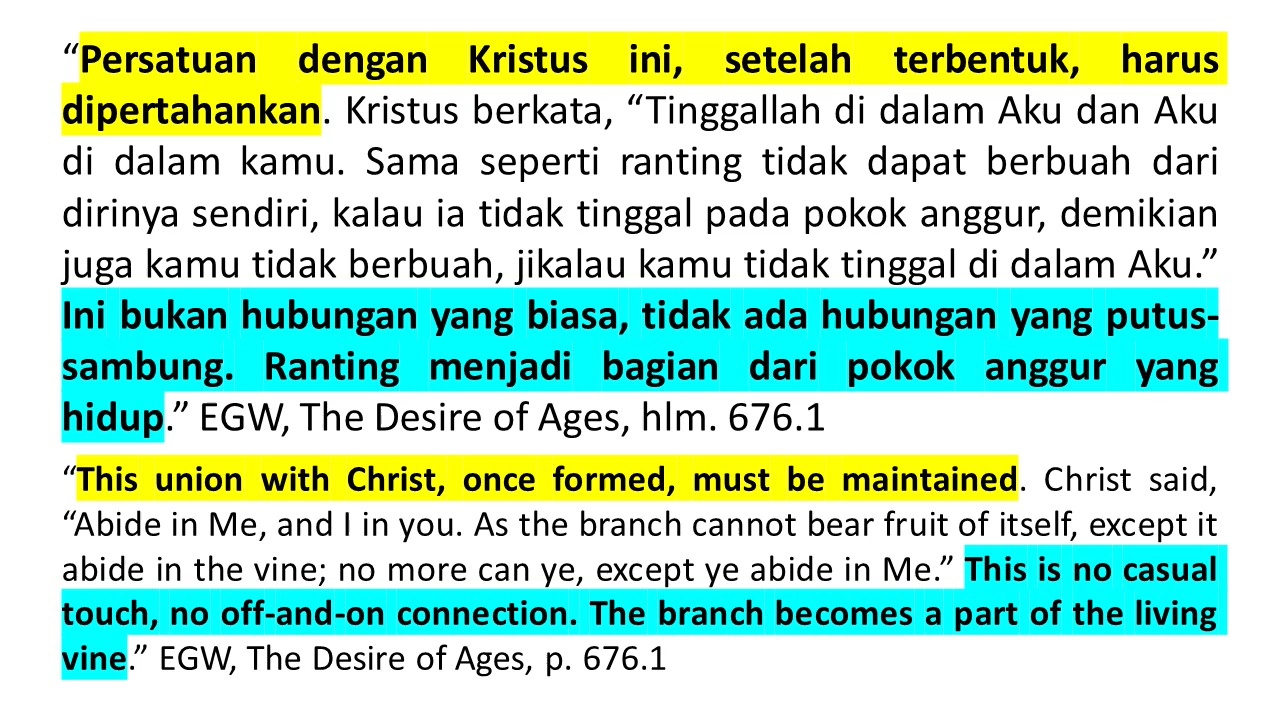 “Persatuan dengan Kristus ini, setelah terbentuk, harus
dipertahankan. Kristus berkata, “Tinggallah di dalam Aku dan Aku
di dalam kamu. Sama seperti ranting tidak dapat berbuah dari
dirinya sendiri, kalau ia tidak tinggal pada pokok anggur, demikian
juga kamu tidak berbuah, jikalau kamu tidak tinggal di dalam Aku.”
Ini bukan hubungan yang biasa, tidak ada hubungan yang putus-
sambung. Ranting menjadi bagian dari pokok anggur yang
hidup.” EGW, The Desire of Ages, hlm. 676.1
“This union with Christ, once formed, must be maintained. Christ said,
“Abide in Me, and I in you. As the branch cannot bear fruit of itself, except it
abide in the vine; no more can ye, except ye abide in Me.” This is no casual
touch, no off-and-on connection. The branch becomes a part of the living
vine.” EGW, The Desire of Ages, p. 676.1